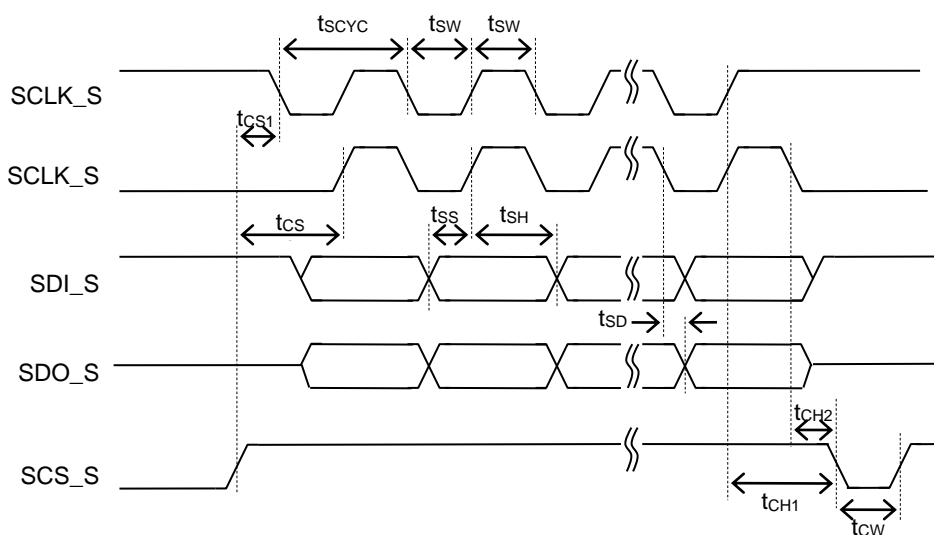 tSCYC tSW tSW
SCLK_S
tCS1
SCLK_S
tCS tSS tSH
SDI_S
tSD
SDO_S
tCH2
SCS_S
tCH1
tCW